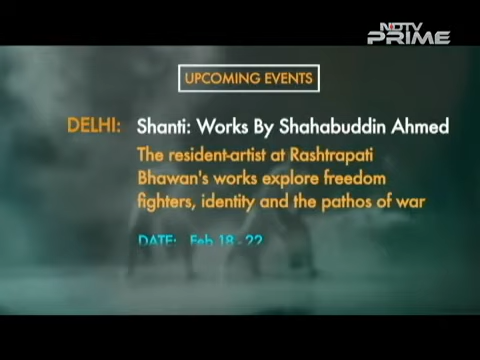 NDTV
PRIME
UPCOMING EVENTS
DELHI: Shanti: Works By Shahabuddin Ahmed
The resident-artist at Rashtrapati
Bhawan's works explore freedom
fighters, identity and the pathos of war
DATE: Feb 18 - 22